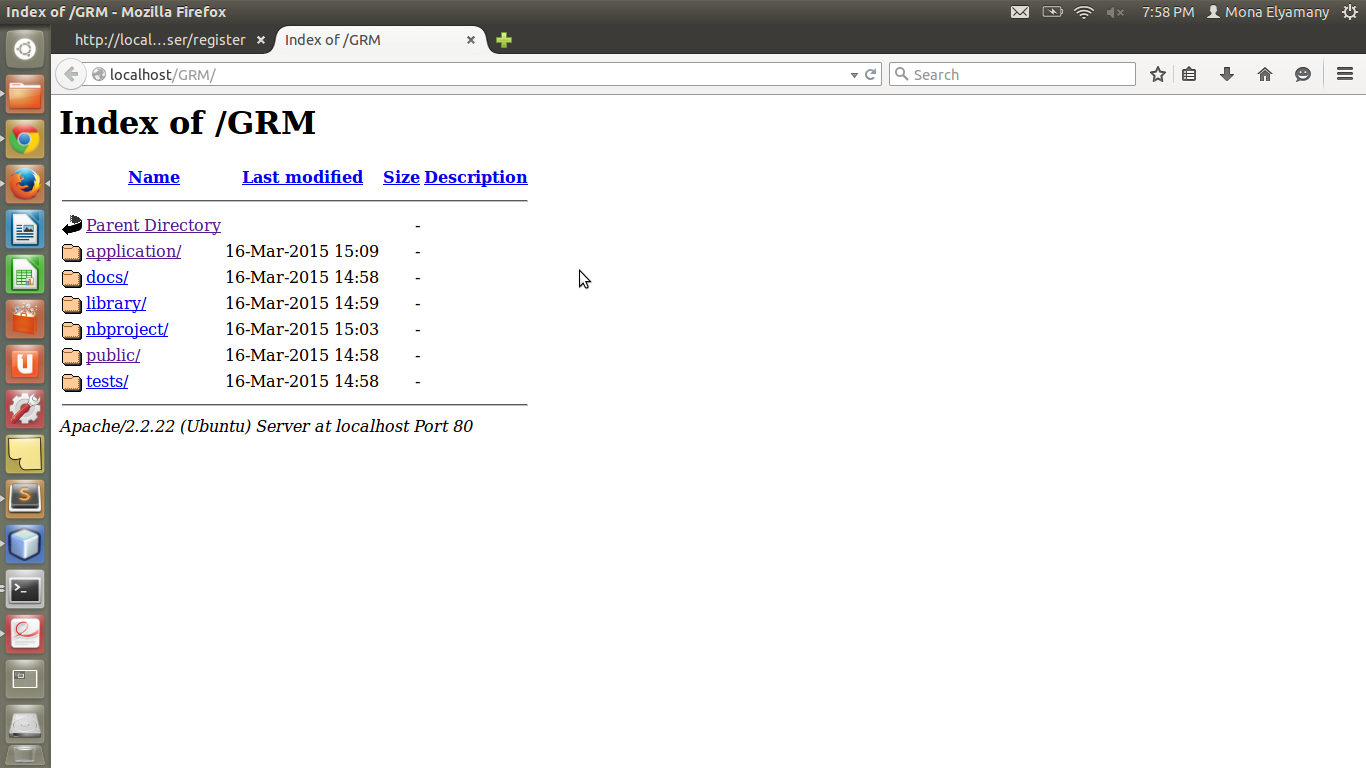 Index of /GRM - Mozilla Firefox
7:58 PM Mona Elyamany
http://local...ser/register
Index of /GRM
localhost/GRM/
Search
Index of /GRM
Name Last modified Size Description
Parent Directory -
application/ 16-Mar-2015 15:09 -
docs/ 16-Mar-2015 14:58 -
library/ 16-Mar-2015 14:59 -
nbproject/ 16-Mar-2015 15:03 -
public/ 16-Mar-2015 14:58 -
tests/ 16-Mar-2015 14:58 -
Apache/2.2.22 (Ubuntu) Server at localhost Port 80